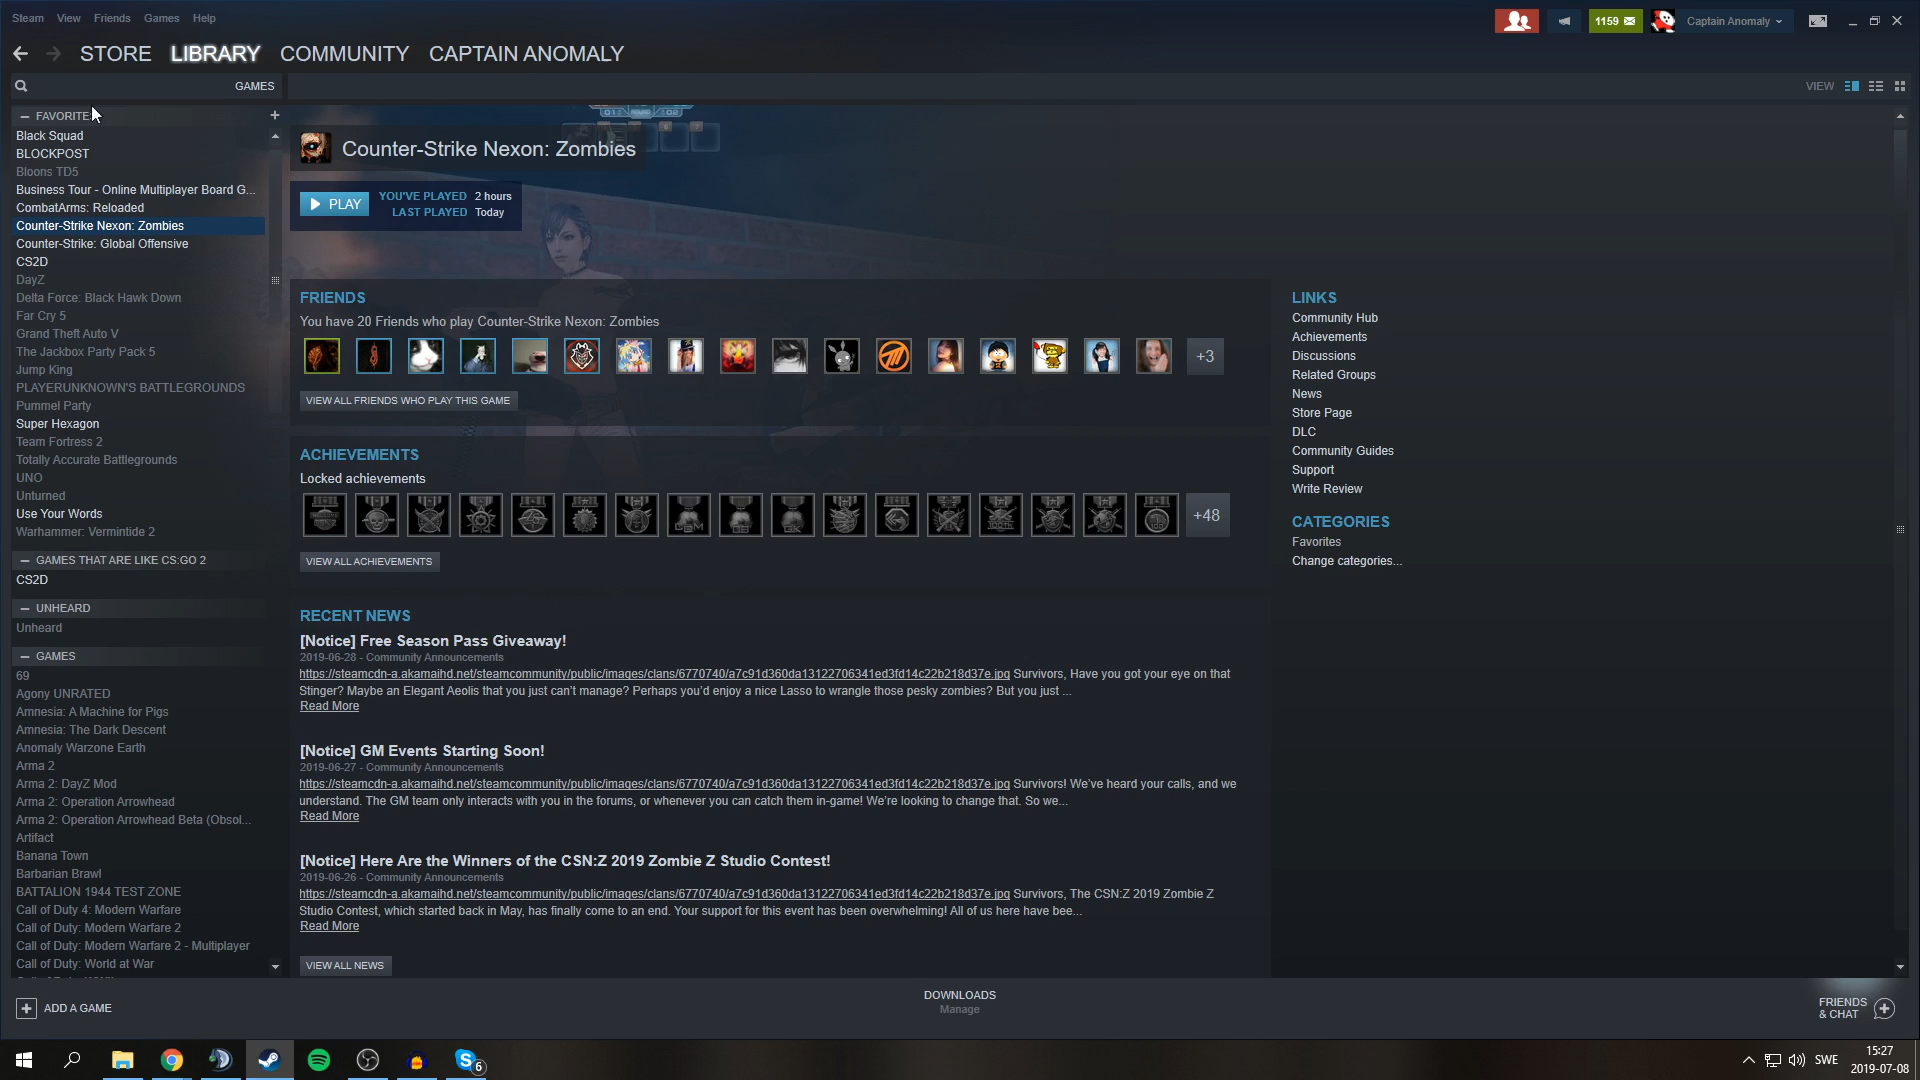 Steam View Friends Games Help
1159
Captain Anomaly
STORE LIBRARY COMMUNITY CAPTAIN ANOMALY
GAMES
VIEW
FAVORITE
Black Squad
BLOCKPOST
Bloons TD5
Business Tour - Online Multiplayer Board G...
CombatArms: Reloaded
Counter-Strike Nexon: Zombies
Counter-Strike: Global Offensive
CS2D
DayZ
Delta Force: Black Hawk Down
Far Cry 5
Grand Theft Auto V
The Jackbox Party Pack 5
Jump King
PLAYERUNKNOWN'S BATTLEGROUNDS
Pummel Party
Super Hexagon
Team Fortress 2
Totally Accurate Battlegrounds
UNO
Unturned
Use Your Words
Warhammer: Vermintide 2
GAMES THAT ARE LIKE CS:GO 2
CS2D
UNHEARD
Unheard
GAMES
69
Agony UNRATED
Amnesia: A Machine for Pigs
Amnesia: The Dark Descent
Anomaly Warzone Earth
Arma 2
Arma 2: DayZ Mod
Arma 2: Operation Arrowhead
Arma 2: Operation Arrowhead Beta (Obsol...
Artifact
Banana Town
Barbarian Brawl
BATTALION 1944 TEST ZONE
Call of Duty 4: Modern Warfare
Call of Duty: Modern Warfare 2
Call of Duty: Modern Warfare 2 - Multiplayer
Call of Duty: World at War
Counter-Strike Nexon: Zombies
PLAY
YOU'VE PLAYED 2 hours
LAST PLAYED Today
FRIENDS
You have 20 Friends who play Counter-Strike Nexon: Zombies
+3
VIEW ALL FRIENDS WHO PLAY THIS GAME
ACHIEVEMENTS
Locked achievements
+48
VIEW ALL ACHIEVEMENTS
RECENT NEWS
[Notice] Free Season Pass Giveaway!
2019-06-28 - Community Announcements
https://steamcdn-a.akamaihd.net/steamcommunity/public/images/clans/6770740/a7c91d360da13122706341ed3fd14c22b218d37e.jpg Survivors, Have you got your eye on that
Stinger? Maybe an Elegant Aeolis that you just can't manage? Perhaps you'd enjoy a nice Lasso to wrangle those pesky zombies? But you just ...
Read More
[Notice] GM Events Starting Soon!
2019-06-27 - Community Announcements
https://steamcdn-a.akamaihd.net/steamcommunity/public/images/clans/6770740/a7c91d360da13122706341ed3fd14c22b218d37e.jpg Survivors! We've heard your calls, and we
understand. The GM team only interacts with you in the forums, or whenever you can catch them in-game! We're looking to change that. So we...
Read More
[Notice] Here Are the Winners of the CSN:Z 2019 Zombie Z Studio Contest!
2019-06-26 - Community Announcements
https://steamcdn-a.akamaihd.net/steamcommunity/public/images/clans/6770740/a7c91d360da13122706341ed3fd14c22b218d37e.jpg Survivors, The CSN:Z 2019 Zombie Z
Studio Contest, which started back in May, has finally come to an end. Your support for this event has been overwhelming! All of us here have bee...
Read More
VIEW ALL NEWS
LINKS
Community Hub
Achievements
Discussions
Related Groups
News
Store Page
DLC
Community Guides
Support
Write Review
CATEGORIES
Favorites
Change categories...
ADD A GAME
DOWNLOADS
Manage
FRIENDS
& CHAT
6
SWE
15:27
2019-07-08